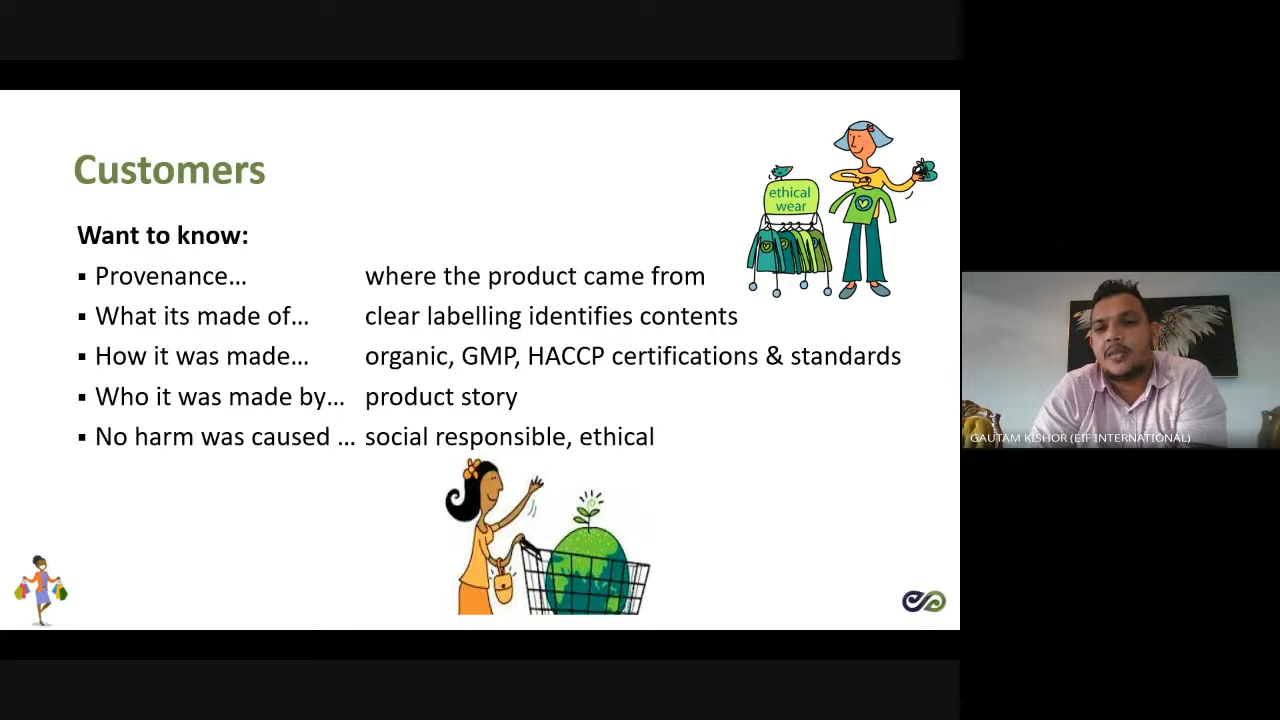 Customers
ethical
wear
Want to know:
▪ Provenance… where the product came from
▪ What its made of… clear labelling identifies contents
▪ How it was made… organic, GMP, HACCP certifications & standards
▪ Who it was made by… product story
▪ No harm was caused … social responsible, ethical
GAUTAM KISHOR (EIF INTERNATIONAL)